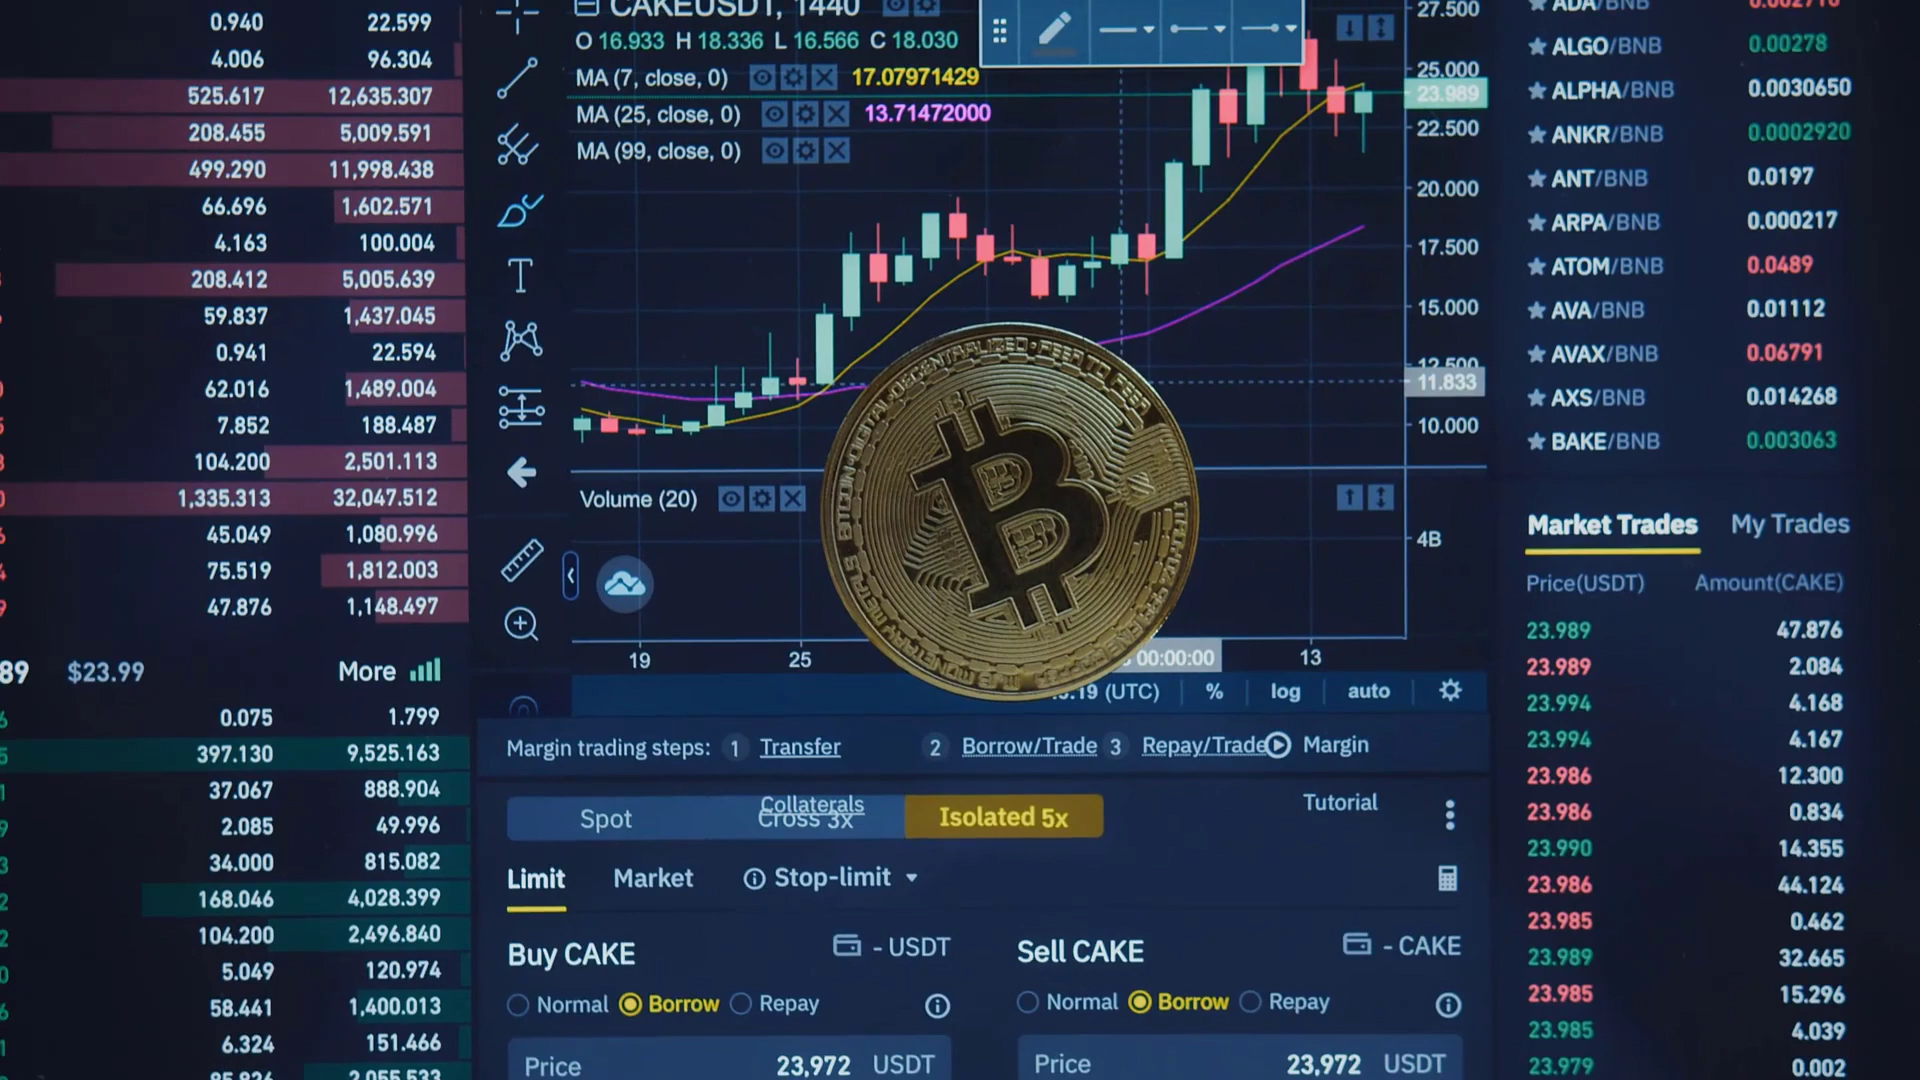 0.940 22.599
4.006 96.304
525.617 12,635.307
208.455 5,009.591
499.290 11,998.438
66.696 1,602.571
4.163 100.004
208.412 5,005.639
59.837 1,437.045
0.941 22.594
62.016 1,489.004
7.852 188.487
104.200 2,501.113
1,335.313 32,047.512
45.049 1,080.996
75.519 1,812.003
47.876 1,148.497
89 $23.99 More
0.075 1.799
397.130 9,525.163
37.067 888.904
2.085 49.996
34.000 815.082
168.046 4,028.399
104.200 2,496.840
5.049 120.974
58.441 1,400.013
6.324 151.466
2,055.533
CAKEUSDT, 1440
O 16.933 H 18.336 L 16.566 C 18.030
MA (7, close, 0) 17.07971429
MA (25, close, 0) 13.71472000
MA (99, close, 0)
27.500
25.000
23.989
22.500
20.000
17.500
15.000
12.500
11.833
10.000
Volume (20)
4B
19 25 00:00:00 13
BITCOIN·DIGITAL·DECENTRALIZED·PEER TO PEER
19 (UTC) % log auto
Margin trading steps: 1 Transfer 2 Borrow/Trade 3 Repay/Trade Margin
Collaterals
Tutorial
Spot Cross 3x Isolated 5x
Limit Market Stop-limit
Buy CAKE - USDT
Normal Borrow Repay
Price 23,972 USDT
Sell CAKE - CAKE
Normal Borrow Repay
Price 23,972 USDT
ADA/BNB
ALGO/BNB 0.00278
ALPHA/BNB 0.0030650
ANKR/BNB 0.0002920
ANT/BNB 0.0197
ARPA/BNB 0.000217
ATOM/BNB 0.0489
AVA/BNB 0.01112
AVAX/BNB 0.06791
AXS/BNB 0.014268
BAKE/BNB 0.003063
Market Trades My Trades
Price(USDT) Amount(CAKE)
23.989 47.876
23.989 2.084
23.994 4.168
23.994 4.167
23.986 12.300
23.986 0.834
23.990 14.355
23.986 44.124
23.985 0.462
23.989 32.665
23.985 15.296
23.985 4.039
23.979 0.002